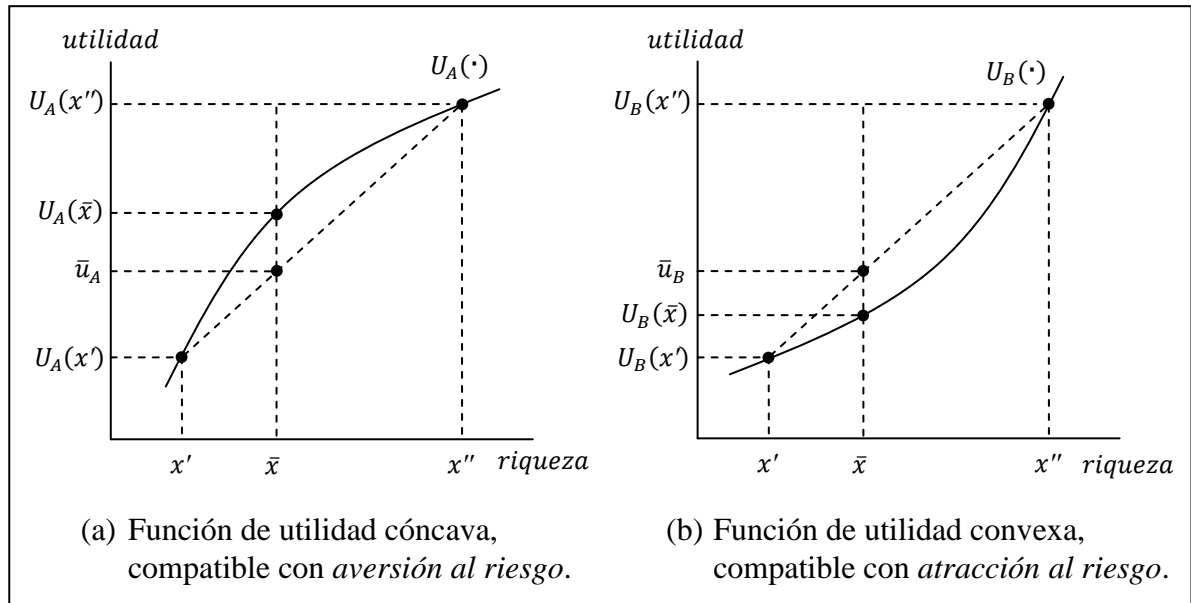 utilidad
U_A(·)
U_A(x'')
U_A(x̄)
ū_A
U_A(x')
x' x̄ x'' riqueza
(a) Función de utilidad cóncava,
compatible con aversión al riesgo.
utilidad
U_B(·)
U_B(x'')
ū_B
U_B(x̄)
U_B(x')
x' x̄ x'' riqueza
(b) Función de utilidad convexa,
compatible con atracción al riesgo.